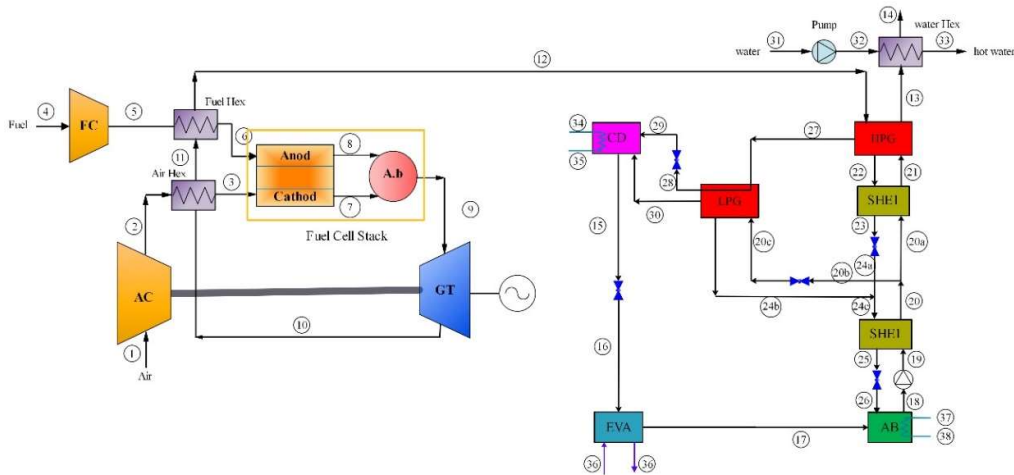 14
water Hex
31
Pump
32
33
water
hot water
12
13
4
5
Fuel Hex
Fuel
FC
6
34
29
27
HPG
11
Anod
8
CD
Air Hex
A.b
35
28
22
21
3
LPG
SHE1
2
Cathod
7
30
9
23
Fuel Cell Stack
15
20c
20a
24a
AC
GT
20b
24b
24c
20
10
SHE1
1
16
25
19
Air
26
18
EVA
AB
37
17
38
36
36